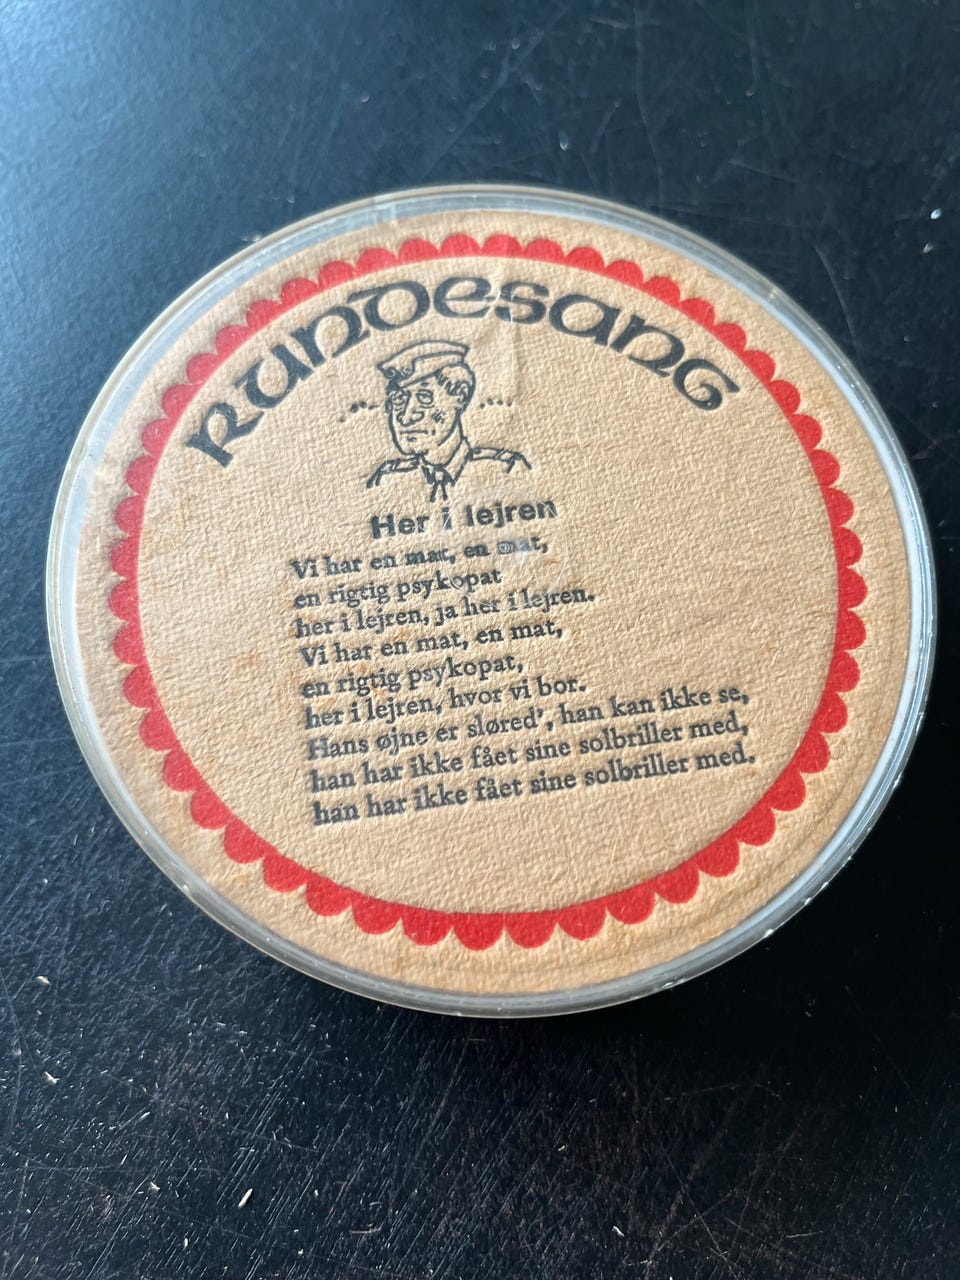 RUNDESANG
Her i lejren
Vi har en mat, en mat,
en rigtig psykopat
her i lejren, ja her i lejren.
Vi har en mat, en mat,
en rigtig psykopat,
her i lejren, hvor vi bor.
Hans øjne er sløred', han kan ikke se,
han har ikke fået sine solbriller med,
han har ikke fået sine solbriller med.